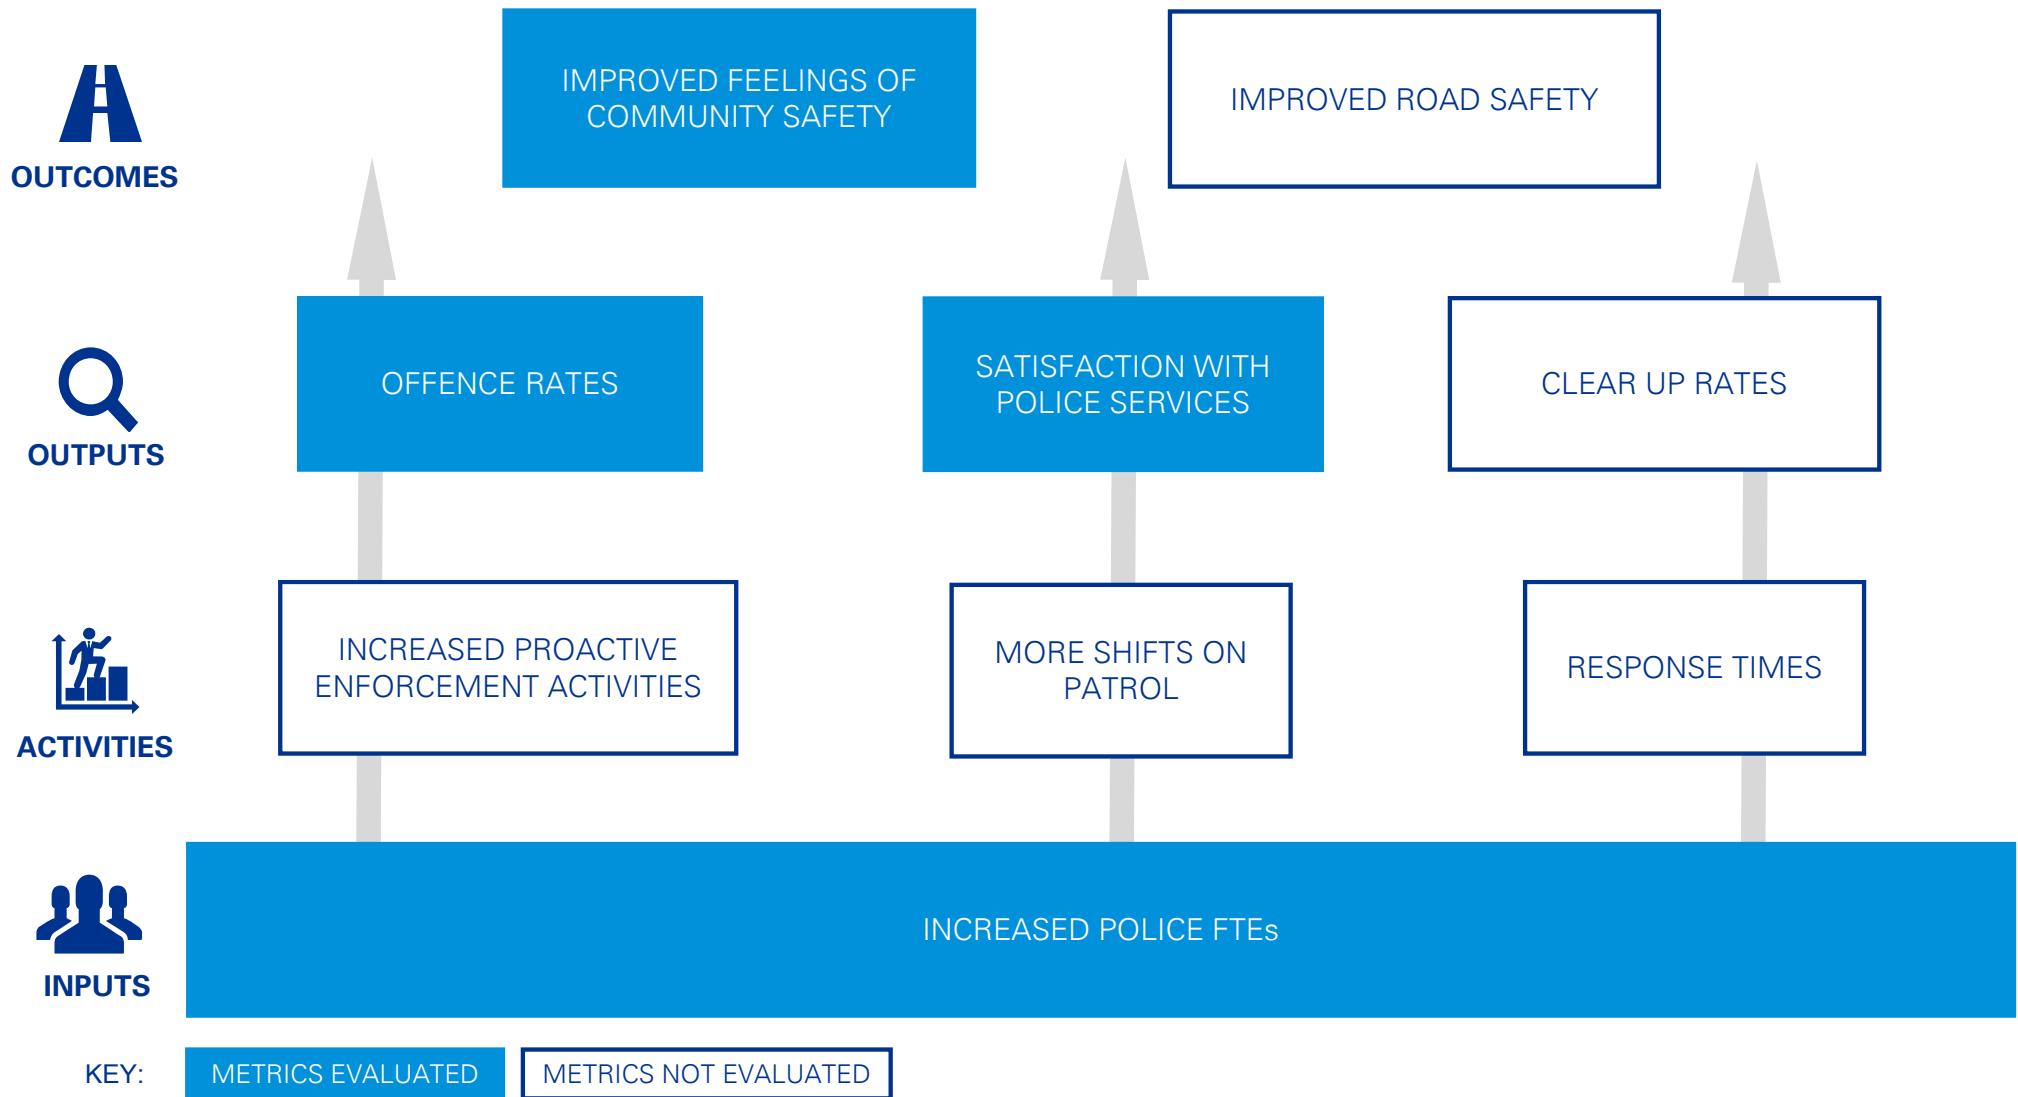 IMPROVED FEELINGS OF
COMMUNITY SAFETY
IMPROVED ROAD SAFETY
OUTCOMES
OFFENCE RATES
SATISFACTION WITH
POLICE SERVICES
CLEAR UP RATES
OUTPUTS
INCREASED PROACTIVE
ENFORCEMENT ACTIVITIES
MORE SHIFTS ON
PATROL
RESPONSE TIMES
ACTIVITIES
INCREASED POLICE FTEs
INPUTS
KEY:
METRICS EVALUATED
METRICS NOT EVALUATED